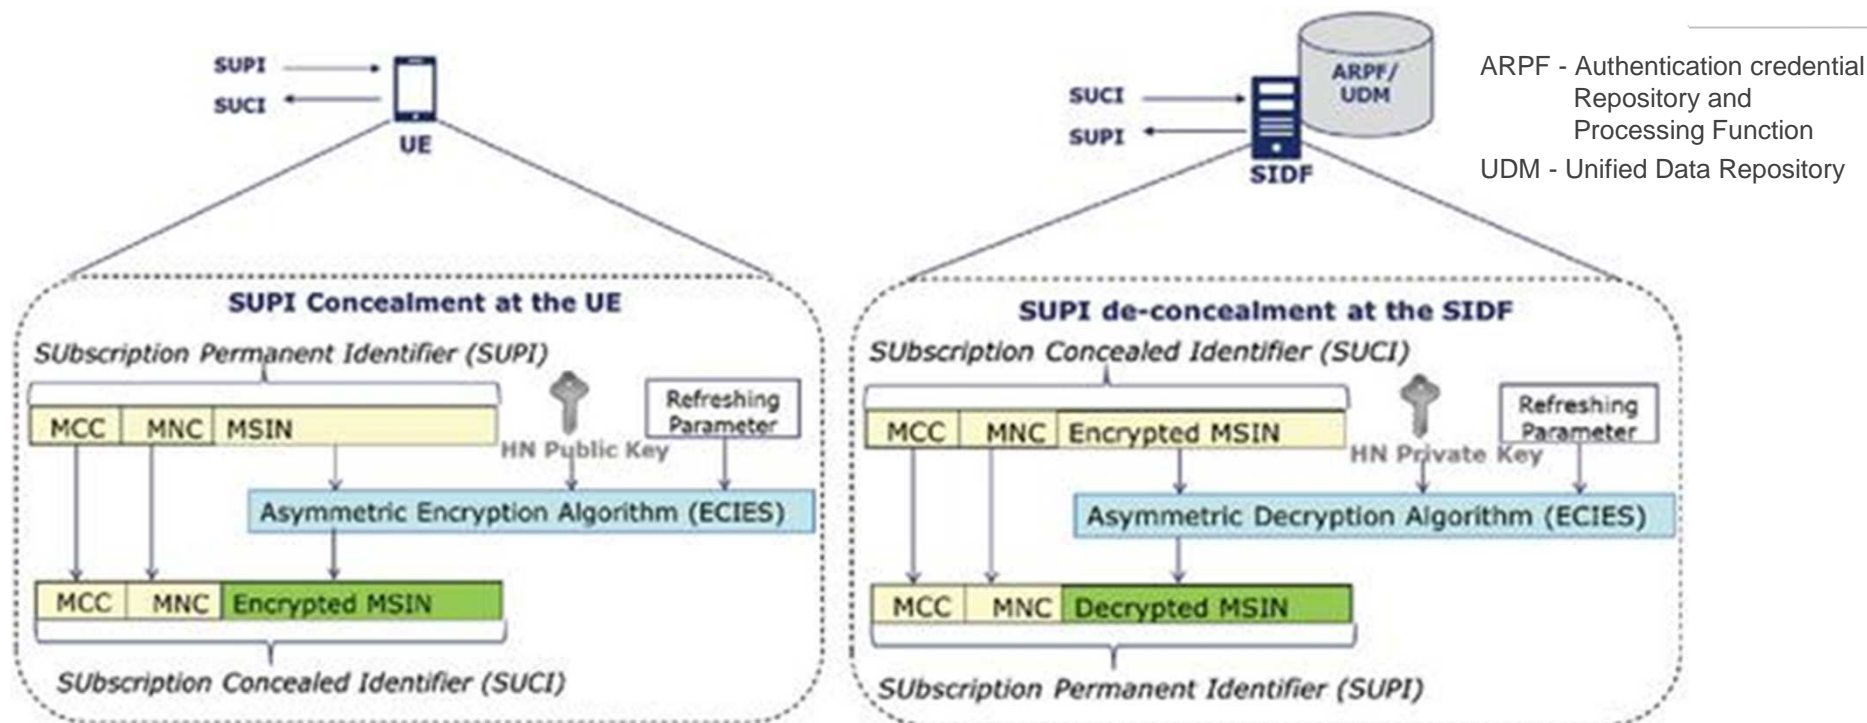 SUPI
SUCI
UE
SUCI
SUPI
ARPF/
UDM
SIDF
ARPF - Authentication credential
Repository and
Processing Function
UDM - Unified Data Repository
SUPI Concealment at the UE
SUbscription Permanent Identifier (SUPI)
MCC MNC MSIN
HN Public Key
Refreshing
Parameter
Asymmetric Encryption Algorithm (ECIES)
MCC MNC Encrypted MSIN
SUbscription Concealed Identifier (SUCI)
SUPI de-concealment at the SIDF
SUbscription Concealed Identifier (SUCI)
MCC MNC Encrypted MSIN
HN Private Key
Refreshing
Parameter
Asymmetric Decryption Algorithm (ECIES)
MCC MNC Decrypted MSIN
SUbscription Permanent Identifier (SUPI)